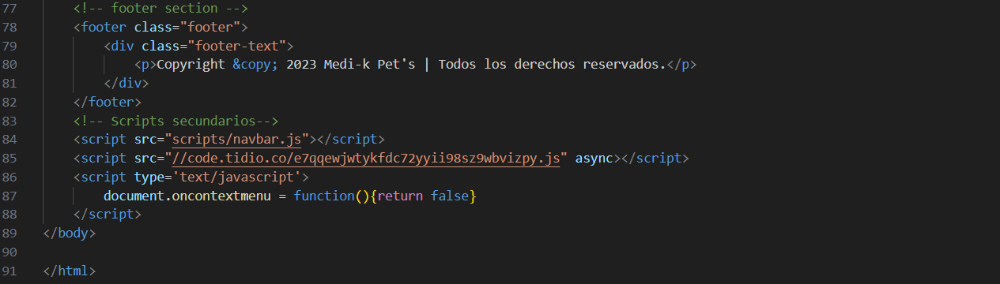 77 <!-- footer section -->
78 <footer class="footer">
79 <div class="footer-text">
80 <p>Copyright &copy; 2023 Medi-k Pet's | Todos los derechos reservados.</p>
81 </div>
82 </footer>
83 <!-- Scripts secundarios-->
84 <script src="scripts/navbar.js"></script>
85 <script src="//code.tidio.co/e7qqewjwtykfdc72yyii98sz9wbvizpy.js" async></script>
86 <script type='text/javascript'>
87 document.oncontextmenu = function(){return false}
88 </script>
89 </body>
90
91 </html>